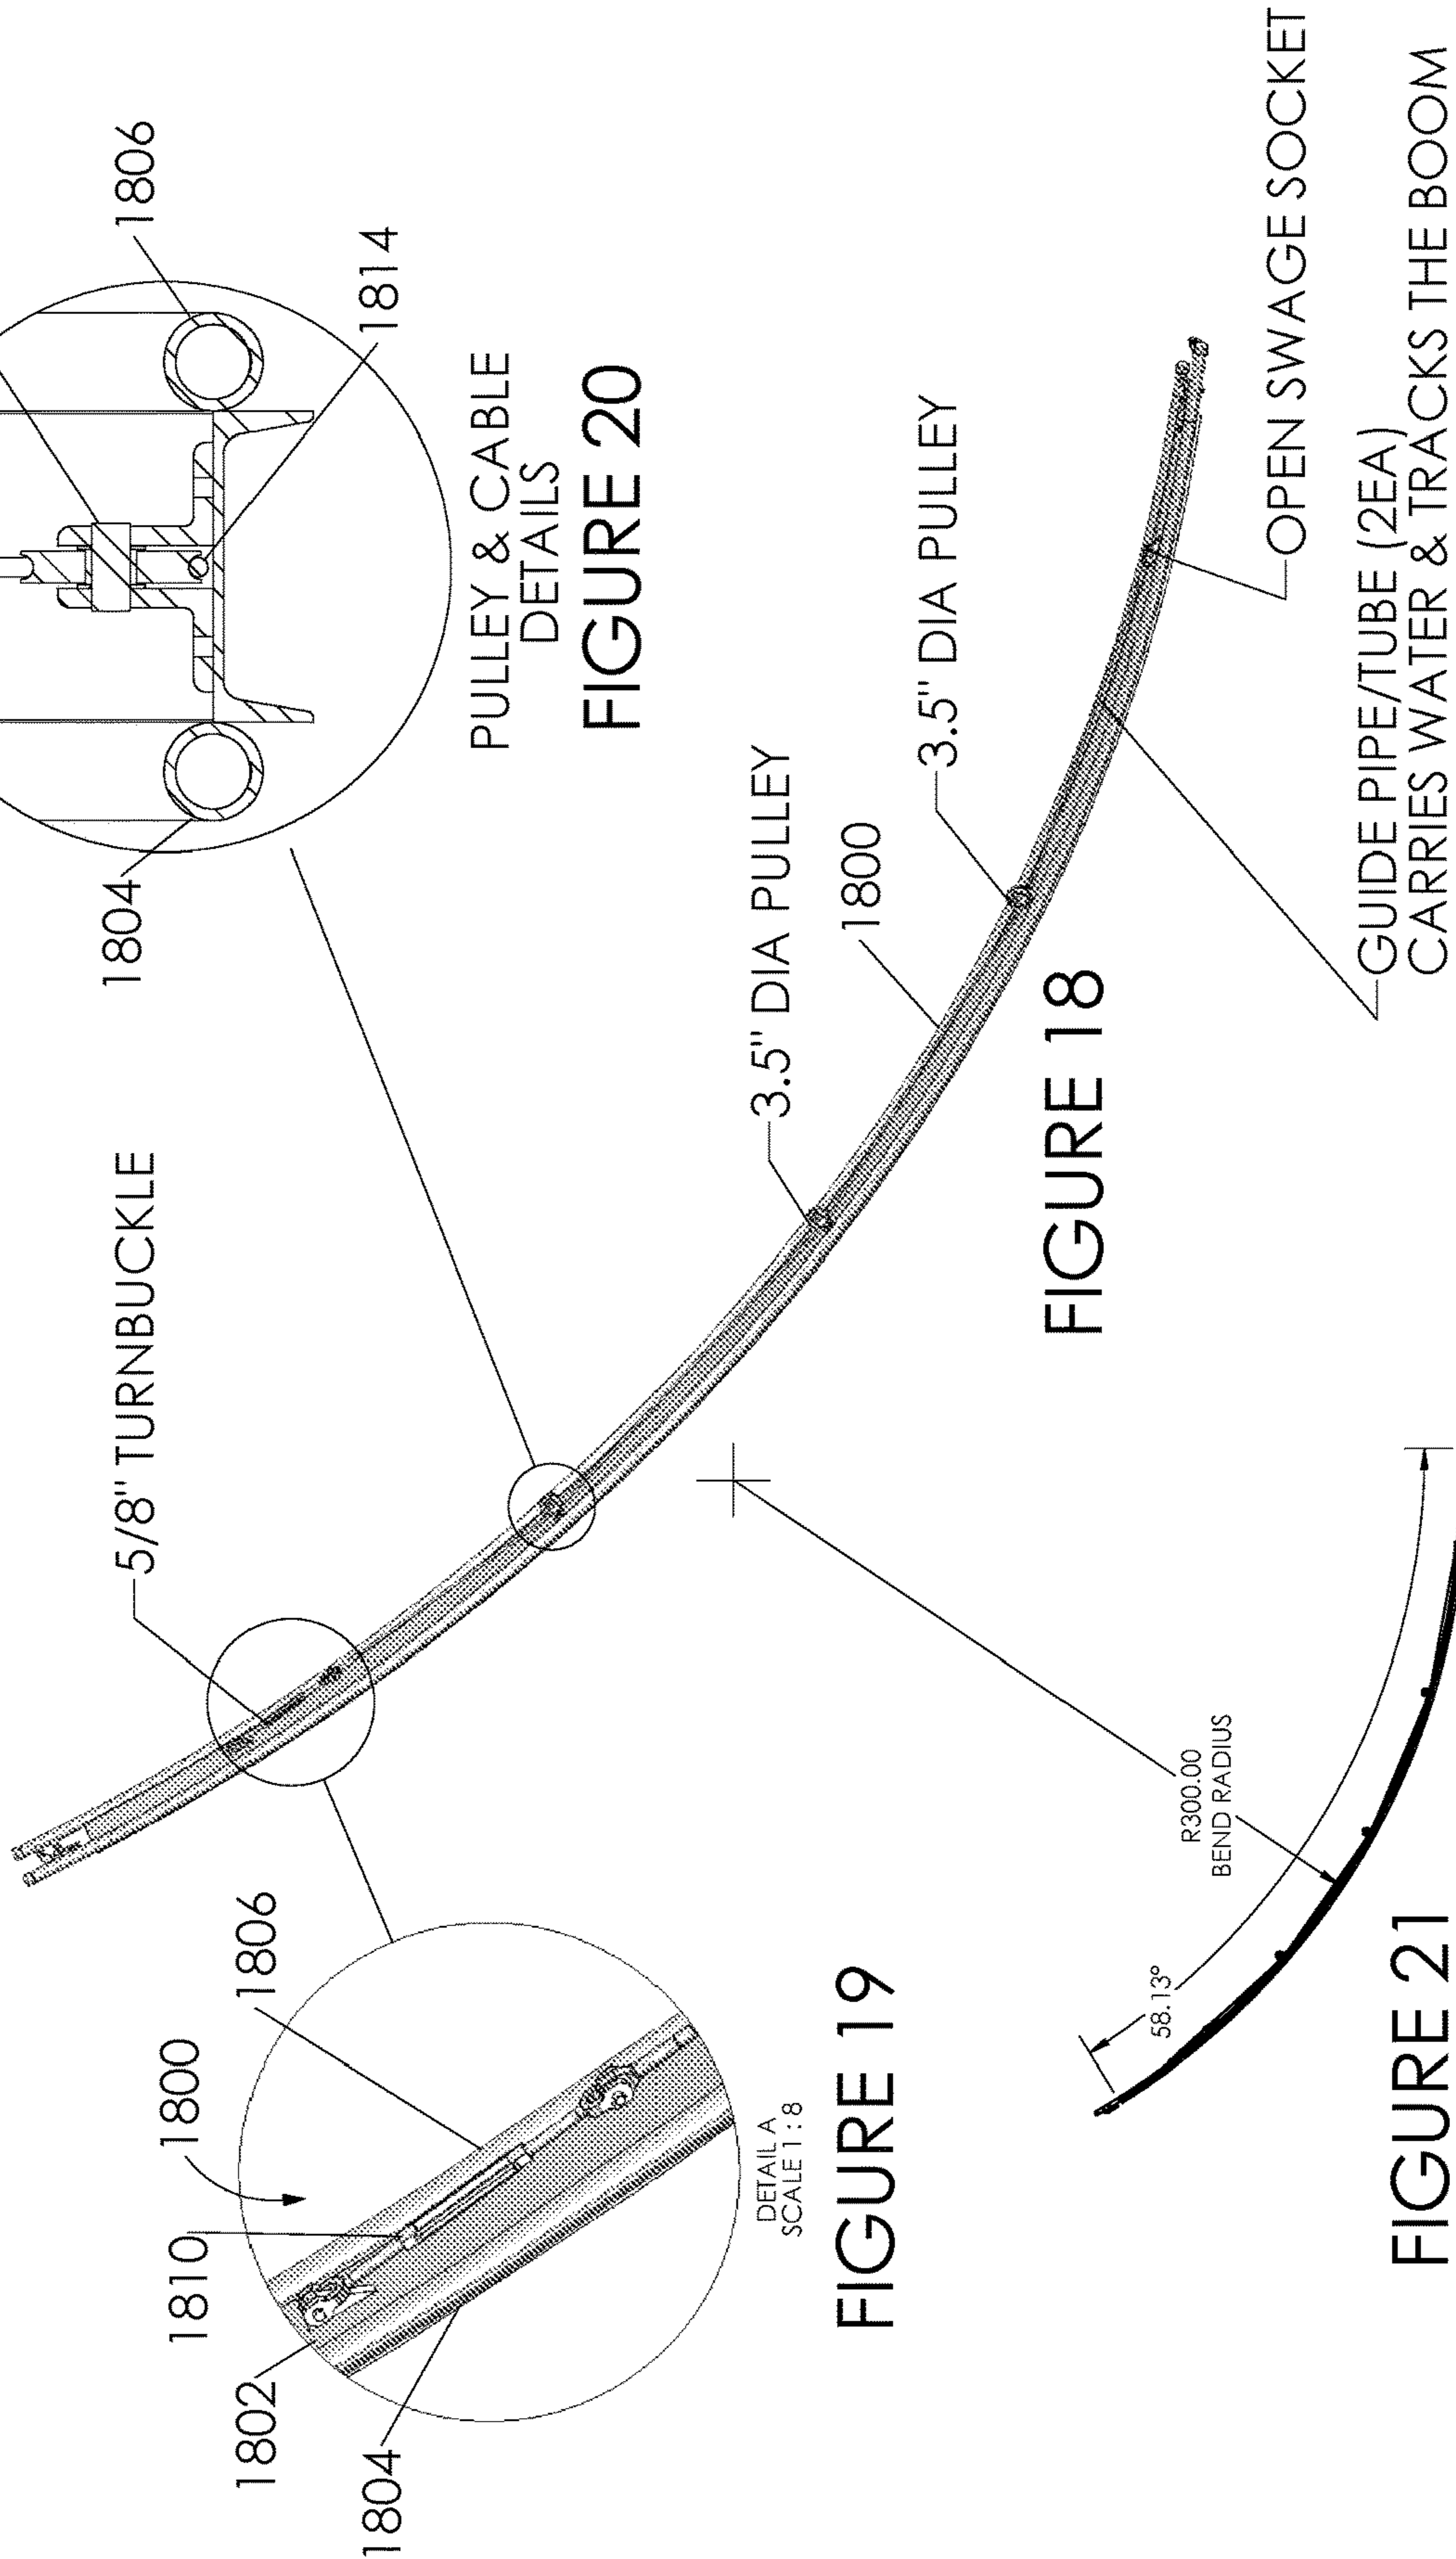 5/8" TURNBUCKLE
1804
1806
1814
PULLEY & CABLE
DETAILS
FIGURE 20
1810
1800
1806
1802
1804
DETAIL A
SCALE 1 : 8
FIGURE 19
3.5" DIA PULLEY
1800
3.5" DIA PULLEY
FIGURE 18
OPEN SWAGE SOCKET
GUIDE PIPE/TUBE (2EA)
CARRIES WATER & TRACKS THE BOOM
58.13°
R300.00
BEND RADIUS
FIGURE 21